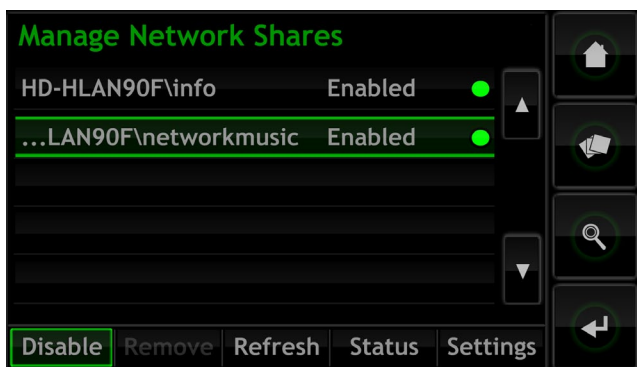 Manage Network Shares
HD-HLAN90F\info Enabled
...LAN90F\networkmusic Enabled
Disable Remove Refresh Status Settings